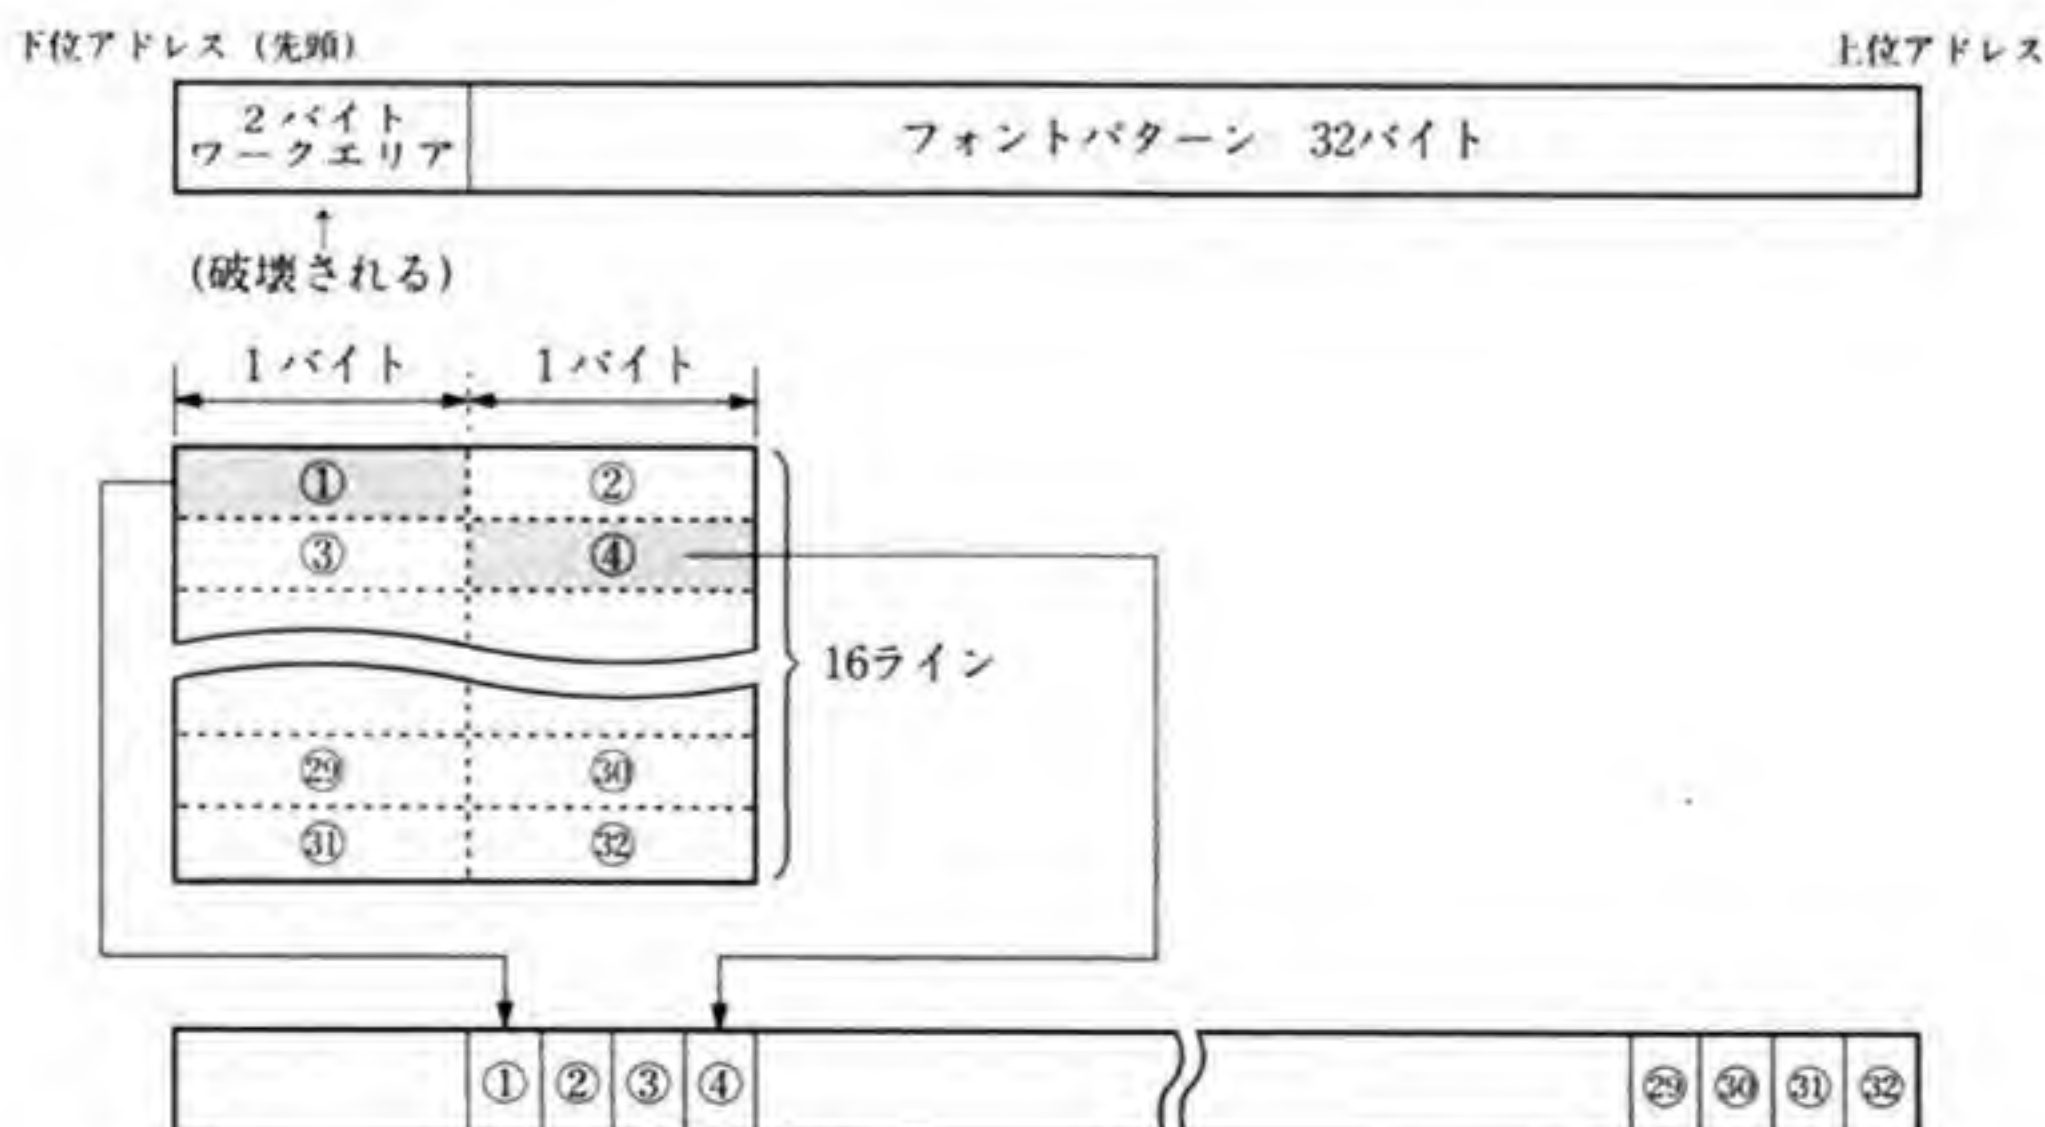 下位アドレス（先頭） 上位アドレス
2バイト
ワークエリア
フォントパターン 32バイト
↑
(破壊される)
1バイト 1バイト
① ②
③ ④
16ライン
㉙ ㉚
㉛ ㉜
① ② ③ ④ ㉙ ㉚ ㉛ ㉜